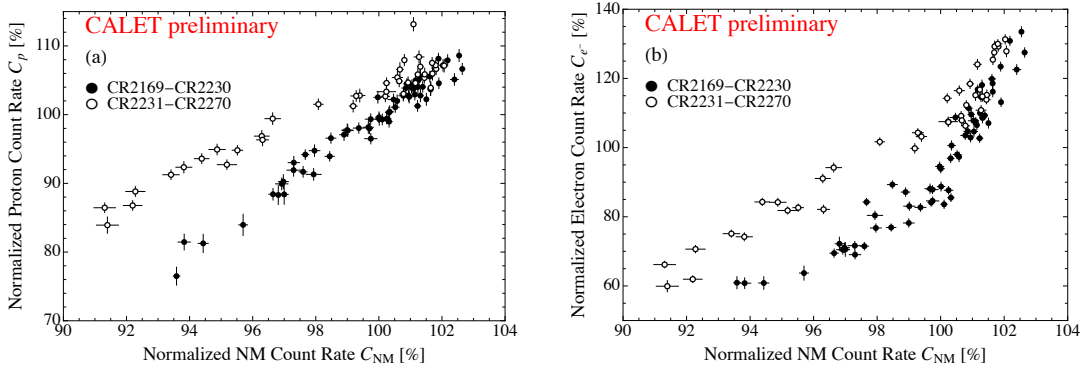 CALET preliminary
(a)
CR2169−CR2230
CR2231−CR2270
Normalized Proton Count Rate C_p [%]
110
100
90
80
70
90 92 94 96 98 100 102 104
Normalized NM Count Rate C_NM [%]
CALET preliminary
(b)
CR2169−CR2230
CR2231−CR2270
Normalized Electron Count Rate C_e⁻ [%]
140
120
100
80
60
90 92 94 96 98 100 102 104
Normalized NM Count Rate C_NM [%]